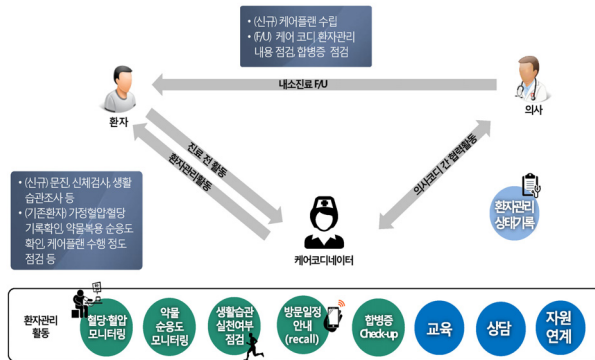 • (신규) 케어플랜 수립
• (F/U) 케어 코디 환자관리
내용 점검, 합병증 점검
내소진료 F/U
환자
의사
진료 전 활동
환자관리활동
의사코디 간 협력활동
• (신규) 문진, 신체검사, 생활
습관조사 등
• (기존환자) 가정혈압·혈당
기록확인, 약물복용 순응도
확인, 케어플랜 수행 정도
점검 등
환자관리
상태기록
케어코디네이터
환자관리
활동
혈당·혈압
모니터링
약물
순응도
모니터링
생활습관
실천여부
점검
방문일정
안내
(recall)
합병증
Check-up
교육
상담
자원
연계